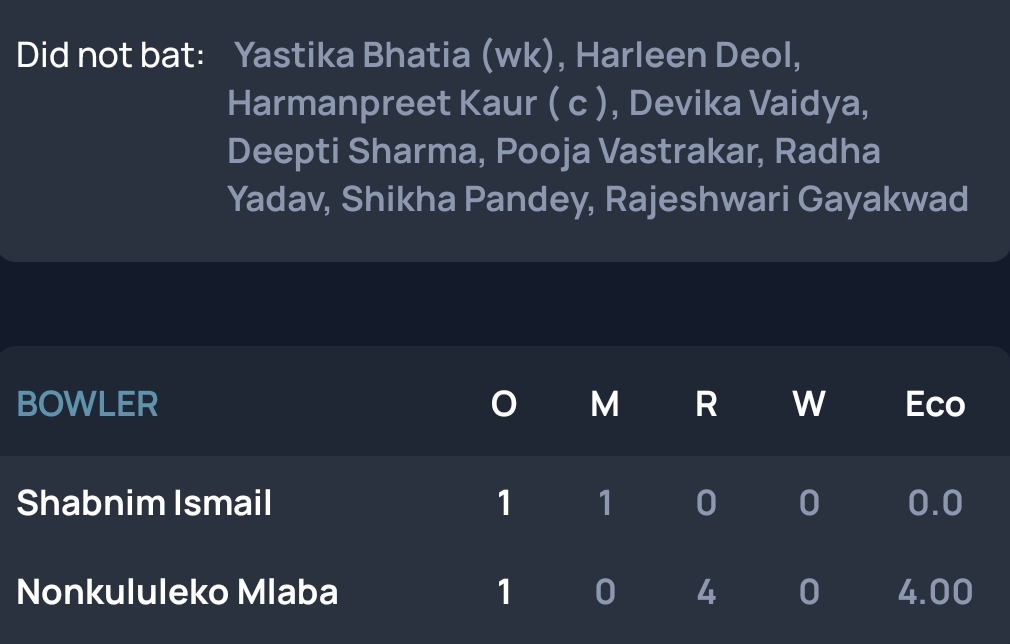 Did not bat: Yastika Bhatia (wk), Harleen Deol,
Harmanpreet Kaur ( c ), Devika Vaidya,
Deepti Sharma, Pooja Vastrakar, Radha
Yadav, Shikha Pandey, Rajeshwari Gayakwad
BOWLER O M R W Eco
Shabnim Ismail 1 1 0 0 0.0
Nonkululeko Mlaba 1 0 4 0 4.00